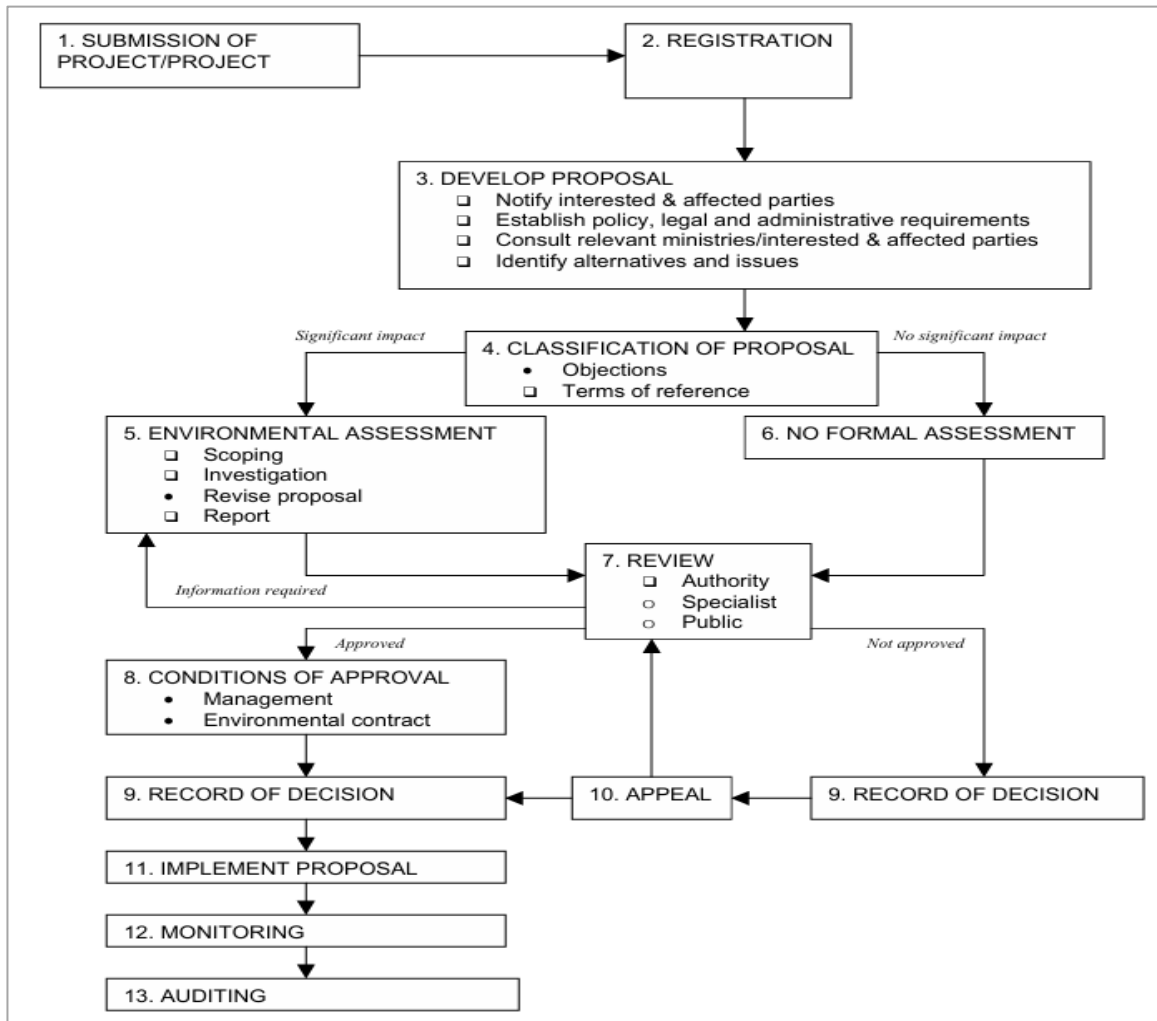 1. SUBMISSION OF
PROJECT/PROJECT
2. REGISTRATION
3. DEVELOP PROPOSAL
❑ Notify interested & affected parties
❑ Establish policy, legal and administrative requirements
❑ Consult relevant ministries/interested & affected parties
❑ Identify alternatives and issues
Significant impact
No significant impact
4. CLASSIFICATION OF PROPOSAL
• Objections
❑ Terms of reference
5. ENVIRONMENTAL ASSESSMENT
❑ Scoping
❑ Investigation
• Revise proposal
❑ Report
6. NO FORMAL ASSESSMENT
7. REVIEW
❑ Authority
o Specialist
o Public
Information required
Approved
Not approved
8. CONDITIONS OF APPROVAL
• Management
• Environmental contract
9. RECORD OF DECISION
10. APPEAL
9. RECORD OF DECISION
11. IMPLEMENT PROPOSAL
12. MONITORING
13. AUDITING